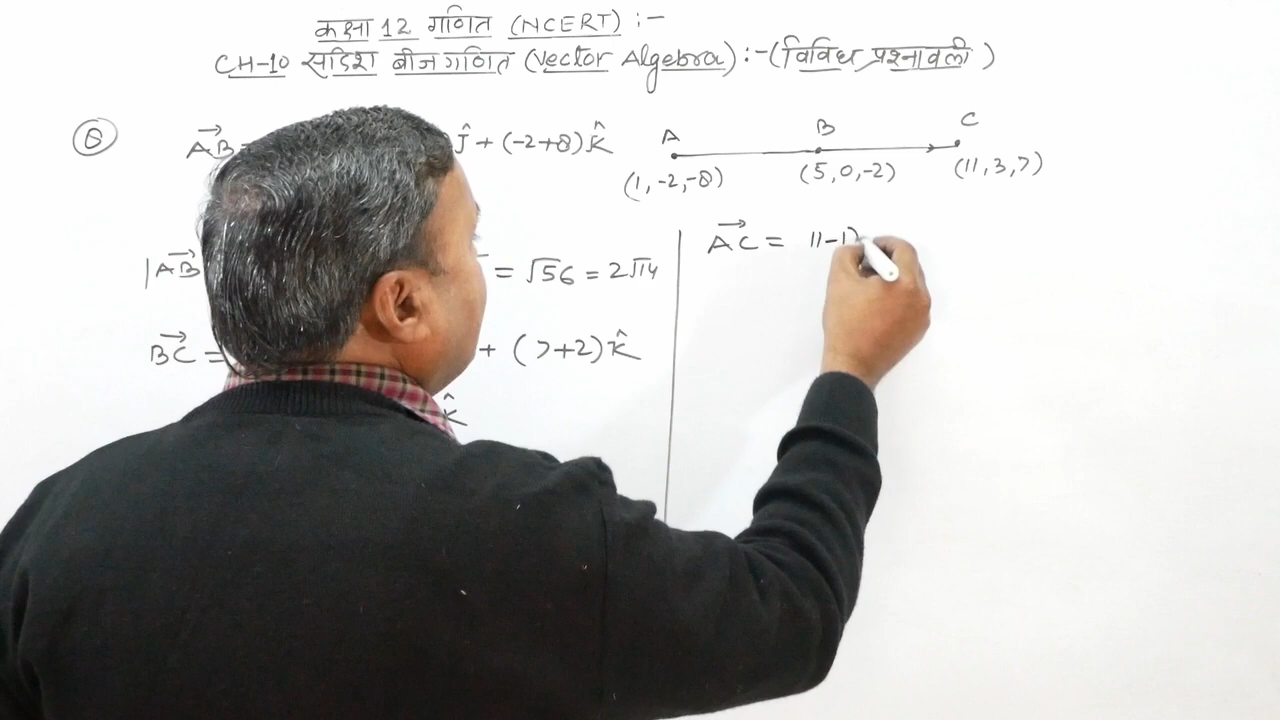 कक्षा 12 गणित (NCERT) :-
CH-10 सदिश बीजगणित (Vector Algebra) :- (विविध प्रश्नावली)
⑧ AB→ = Ĵ + (-2+8) K̂
A B C
(1, -2, -8) (5, 0, -2) (11, 3, 7)
|AB→ = √56 = 2√14
BC→ = + (7+2) K̂
K̂
AC→ = 11-1)